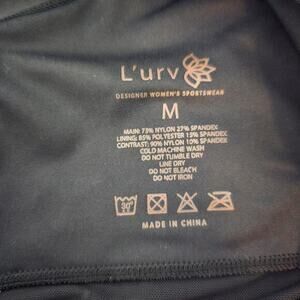 L'urv
DESIGNER WOMEN'S SPORTSWEAR
M
MAIN: 73% NYLON 27% SPANDEX
LINING: 85% POLYESTER 15% SPANDEX
CONTRAST: 90% NYLON 10% SPANDEX
COLD MACHINE WASH
DO NOT TUMBLE DRY
LINE DRY
DO NOT BLEACH
DO NOT IRON
30°
MADE IN CHINA